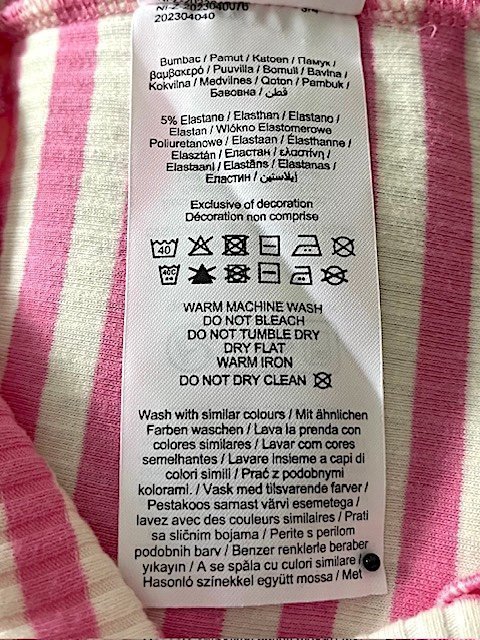 202304040
3/4
Bumbac / Pamut / Katoen / Памук /
βαμβακερό / Puuvilla / Bomull / Bavlna /
Kokvilna / Medvilnes / Qoton / Pambuk /
Бавовна / قطن
5% Elastane / Elasthan / Elastano /
Elastan / Włókno Elastomerowe
Poliuretanowe / Elastaan / Élasthanne /
Elasztán / Еластан / ελαστίνη /
Elastaani / Elastāns / Elastanas /
Еластин / إيلاستين
Exclusive of decoration
Décoration non comprise
40
40C
WARM MACHINE WASH
DO NOT BLEACH
DO NOT TUMBLE DRY
DRY FLAT
WARM IRON
DO NOT DRY CLEAN
Wash with similar colours / Mit ähnlichen
Farben waschen / Lava la prenda con
colores similares / Lavar com cores
semelhantes / Lavare insieme a capi di
colori simili / Prać z podobnymi
kolorami. / Vask med tilsvarende farver /
Pestakoos samast värvi esemetega /
lavez avec des couleurs similaires / Prati
sa sličnim bojama / Perite s perilom
podobnih barv / Benzer renklerle beraber
yıkayin / A se spăla cu culori similare /
Hasonló színekkel együtt mossa / Met